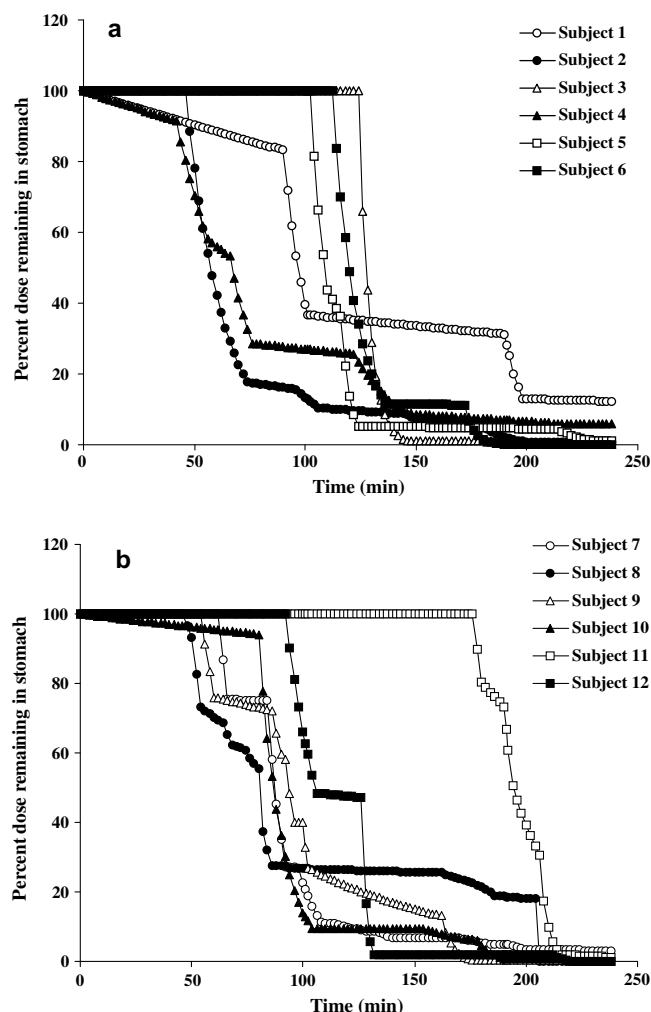 a
Percent dose remaining in stomach
120
100
80
60
40
20
0
0
50
100
150
200
250
Time (min)
Subject 1
Subject 2
Subject 3
Subject 4
Subject 5
Subject 6
b
Percent dose remaining in stomach
120
100
80
60
40
20
0
0
50
100
150
200
250
Time (min)
Subject 7
Subject 8
Subject 9
Subject 10
Subject 11
Subject 12